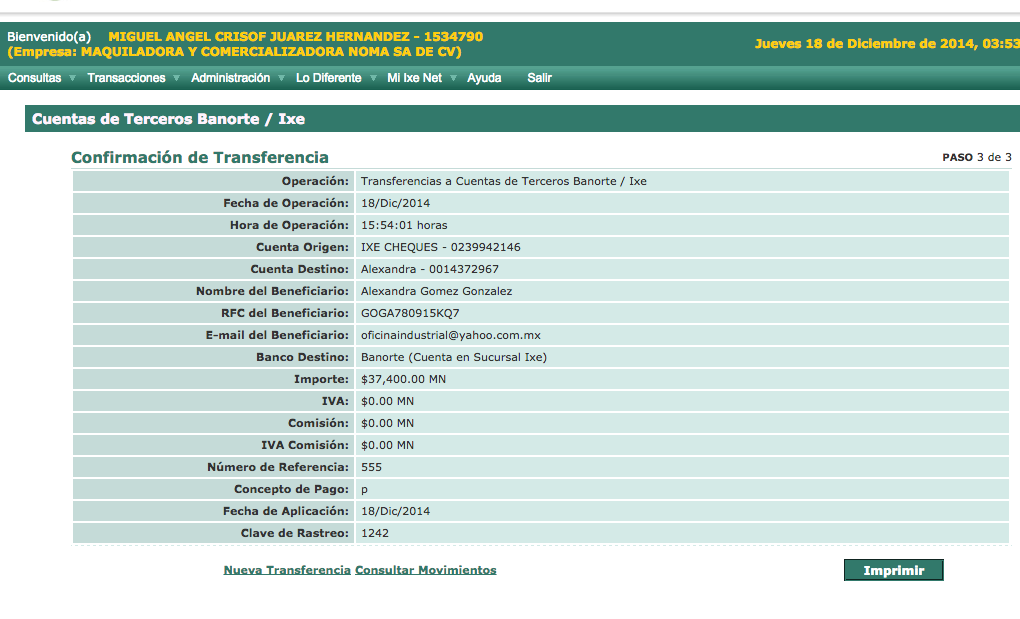 Bienvenido(a) MIGUEL ANGEL CRISOF JUAREZ HERNANDEZ - 1534790
(Empresa: MAQUILADORA Y COMERCIALIZADORA NOMA SA DE CV)
Jueves 18 de Diciembre de 2014, 03:53
Consultas Transacciones Administración Lo Diferente Mi Ixe Net Ayuda Salir
Cuentas de Terceros Banorte / Ixe
Confirmación de Transferencia PASO 3 de 3
Operación: Transferencias a Cuentas de Terceros Banorte / Ixe
Fecha de Operación: 18/Dic/2014
Hora de Operación: 15:54:01 horas
Cuenta Origen: IXE CHEQUES - 0239942146
Cuenta Destino: Alexandra - 0014372967
Nombre del Beneficiario: Alexandra Gomez Gonzalez
RFC del Beneficiario: GOGA780915KQ7
E-mail del Beneficiario: oficinaindustrial@yahoo.com.mx
Banco Destino: Banorte (Cuenta en Sucursal Ixe)
Importe: $37,400.00 MN
IVA: $0.00 MN
Comisión: $0.00 MN
IVA Comisión: $0.00 MN
Número de Referencia: 555
Concepto de Pago: p
Fecha de Aplicación: 18/Dic/2014
Clave de Rastreo: 1242
Nueva Transferencia Consultar Movimientos Imprimir